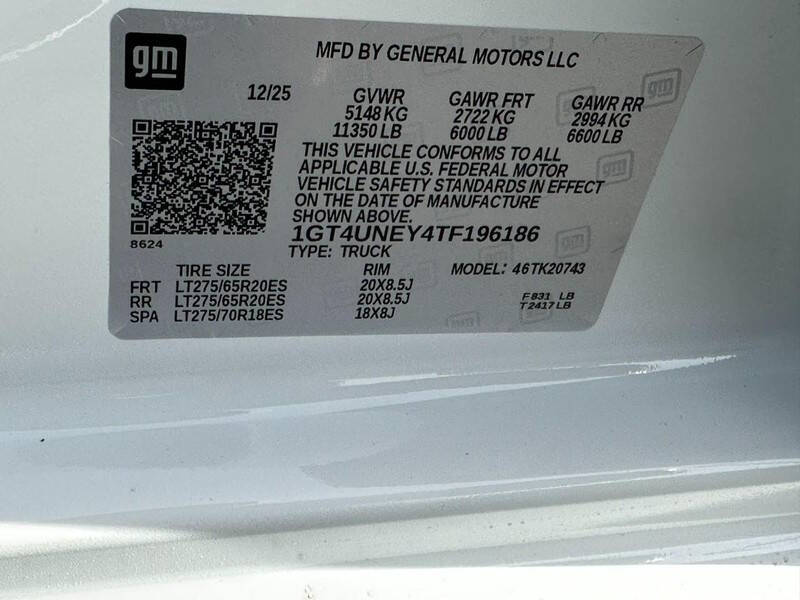 gm
MFD BY GENERAL MOTORS LLC
12/25 GVWR GAWR FRT GAWR RR
5148 KG 2722 KG 2994 KG
11350 LB 6000 LB 6600 LB
THIS VEHICLE CONFORMS TO ALL
APPLICABLE U.S. FEDERAL MOTOR
VEHICLE SAFETY STANDARDS IN EFFECT
ON THE DATE OF MANUFACTURE
SHOWN ABOVE.
8624
1GT4UNEY4TF196186
TYPE: TRUCK
TIRE SIZE RIM MODEL: 46TK20743
FRT LT275/65R20ES 20X8.5J
RR LT275/65R20ES 20X8.5J F 831 LB
SPA LT275/70R18ES 18X8J T 2417 LB